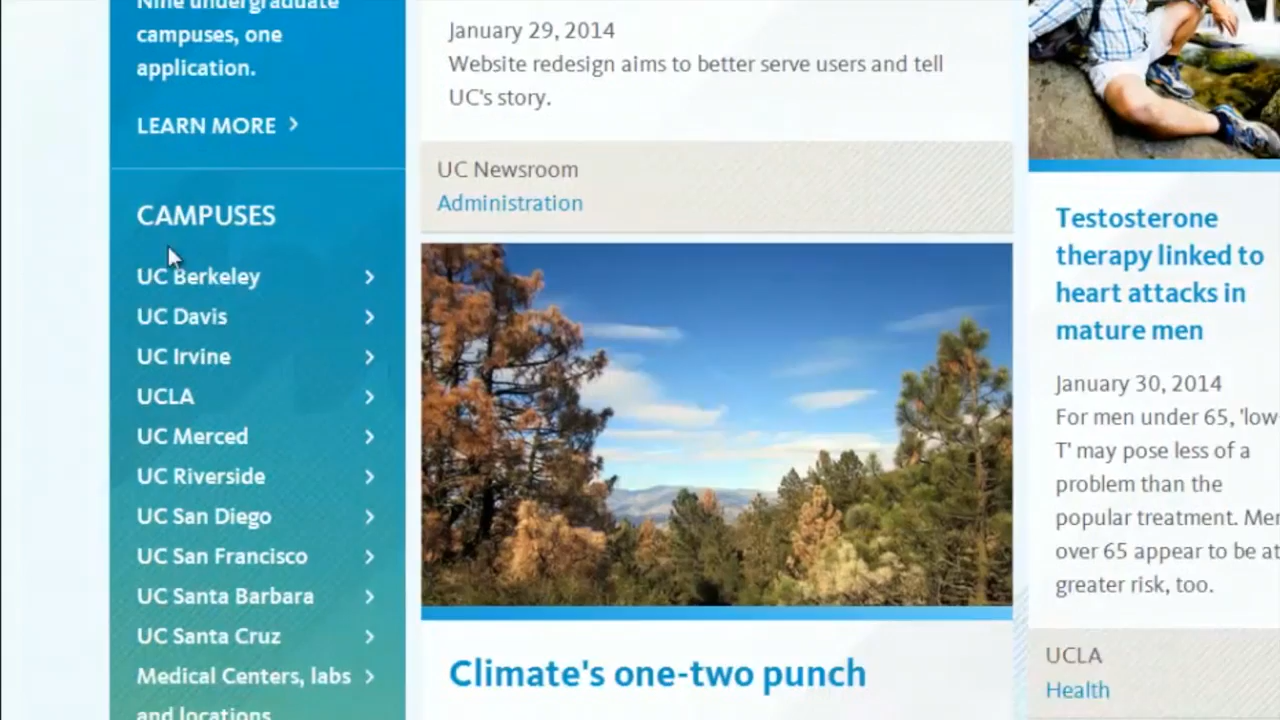 Nine undergraduate
campuses, one
application.
LEARN MORE
CAMPUSES
UC Berkeley
UC Davis
UC Irvine
UCLA
UC Merced
UC Riverside
UC San Diego
UC San Francisco
UC Santa Barbara
UC Santa Cruz
Medical Centers, labs
and locations
January 29, 2014
Website redesign aims to better serve users and tell
UC's story.
UC Newsroom
Administration
Climate's one-two punch
Testosterone
therapy linked to
heart attacks in
mature men
January 30, 2014
For men under 65, 'low
T' may pose less of a
problem than the
popular treatment. Men
over 65 appear to be at
greater risk, too.
UCLA
Health